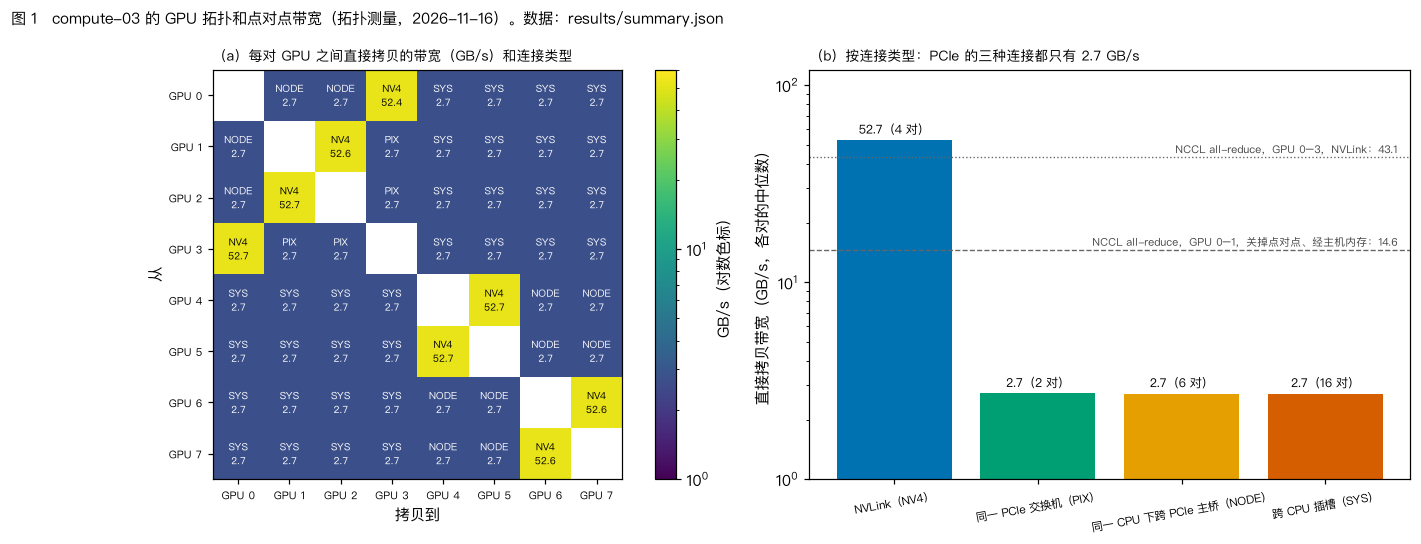 图 1　compute-03 的 GPU 拓扑和点对点带宽（拓扑测量，2026-11-16）。数据：results/summary.json
(a) 每对 GPU 之间直接拷贝的带宽（GB/s）和连接类型
GPU 0
NODE 2.7 NODE 2.7 NV4 52.4 SYS 2.7 SYS 2.7 SYS 2.7 SYS 2.7
GPU 1
NODE 2.7 NV4 52.6 PIX 2.7 SYS 2.7 SYS 2.7 SYS 2.7 SYS 2.7
GPU 2
NODE 2.7 NV4 52.7 PIX 2.7 SYS 2.7 SYS 2.7 SYS 2.7 SYS 2.7
GPU 3
NV4 52.7 PIX 2.7 PIX 2.7 SYS 2.7 SYS 2.7 SYS 2.7 SYS 2.7
GPU 4
SYS 2.7 SYS 2.7 SYS 2.7 SYS 2.7 NV4 52.7 NODE 2.7 NODE 2.7
GPU 5
SYS 2.7 SYS 2.7 SYS 2.7 SYS 2.7 NV4 52.7 NODE 2.7 NODE 2.7
GPU 6
SYS 2.7 SYS 2.7 SYS 2.7 SYS 2.7 NODE 2.7 NODE 2.7 NV4 52.6
GPU 7
SYS 2.7 SYS 2.7 SYS 2.7 SYS 2.7 NODE 2.7 NODE 2.7 NV4 52.6
GPU 0 GPU 1 GPU 2 GPU 3 GPU 4 GPU 5 GPU 6 GPU 7
从
拷贝到
10¹
10⁰
GB/s（对数色标）
(b) 按连接类型：PCIe 的三种连接都只有 2.7 GB/s
10²
10¹
10⁰
直接拷贝带宽（GB/s，各对的中位数）
52.7（4 对）
NCCL all-reduce，GPU 0–3，NVLink：43.1
NCCL all-reduce，GPU 0–1，关掉点对点、经主机内存：14.6
2.7（2 对）
2.7（6 对）
2.7（16 对）
NVLink（NV4）
同一 PCIe 交换机（PIX）
同一 CPU 下跨 PCIe 主桥（NODE）
跨 CPU 插槽（SYS）